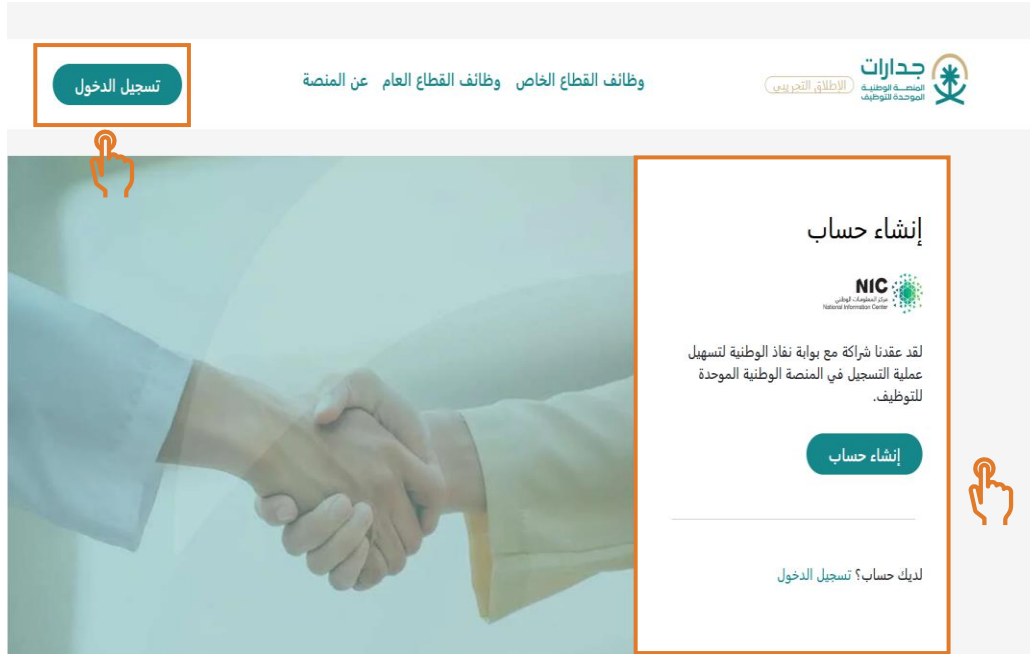 جدارات
المنصــة الوطنيــة
الموحدة للتوظيف
الإطلاق التجريبي
وظائف القطاع الخاص وظائف القطاع العام عن المنصة
تسجيل الدخول
إنشاء حساب
NIC
مركز المعلومات الوطني
National Information Center
لقد عقدنا شراكة مع بوابة نفاذ الوطنية لتسهيل
عملية التسجيل في المنصة الوطنية الموحدة
للتوظيف.
إنشاء حساب
لديك حساب؟ تسجيل الدخول